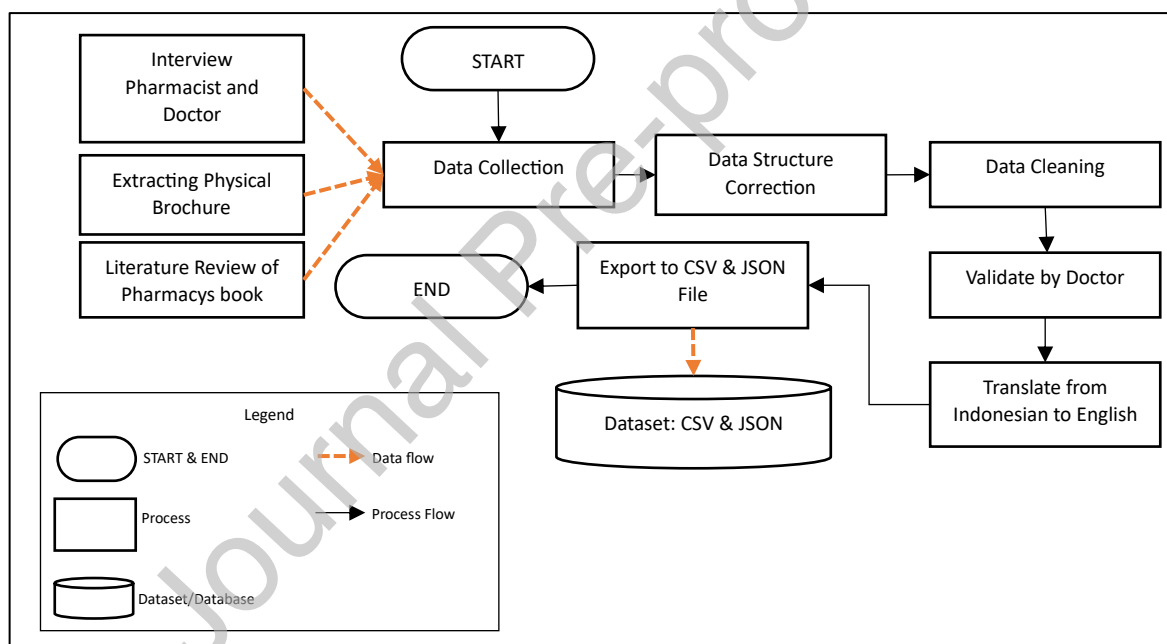 Interview
Pharmacist and
Doctor
START
Extracting Physical
Brochure
Data Collection
Data Structure
Correction
Data Cleaning
Literature Review of
Pharmacys book
END
Export to CSV & JSON
File
Validate by Doctor
Dataset: CSV & JSON
Translate from
Indonesian to English
Legend
START & END
Data flow
Process
Process Flow
Dataset/Database
Journal Pre-pro